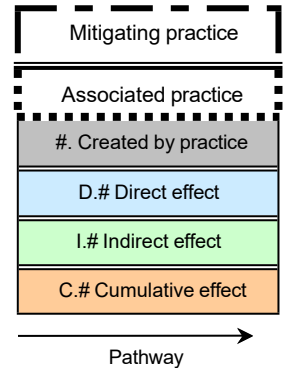 Mitigating practice
Associated practice
#. Created by practice
D.# Direct effect
I.# Indirect effect
C.# Cumulative effect
Pathway